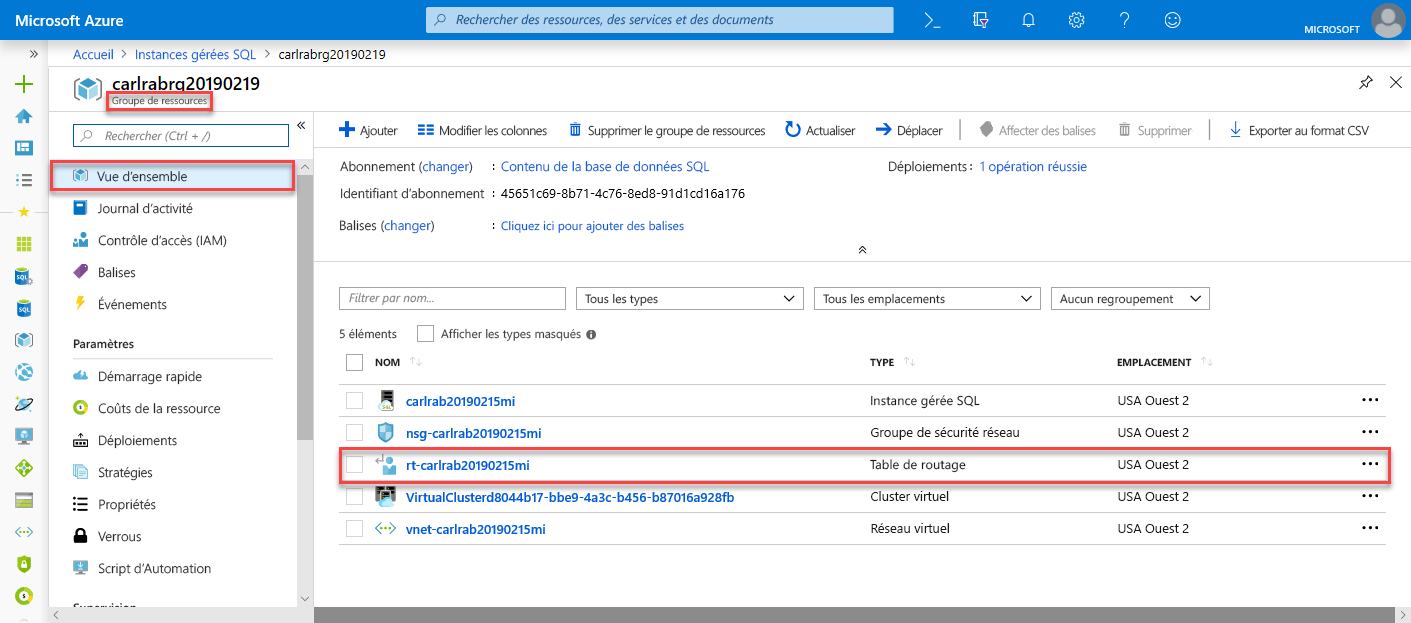 Microsoft Azure
Rechercher des ressources, des services et des documents
MICROSOFT
Accueil > Instances gérées SQL > carlrabrg20190219
carlrabrg20190219
Groupe de ressources
Rechercher (Ctrl + /)
Vue d'ensemble
Journal d'activité
Contrôle d'accès (IAM)
Balises
Événements
Paramètres
Démarrage rapide
Coûts de la ressource
Déploiements
Stratégies
Propriétés
Verrous
Script d'Automation
Supervision
Ajouter Modifier les colonnes Supprimer le groupe de ressources Actualiser Déplacer Affecter des balises Supprimer Exporter au format CSV
Abonnement (changer) : Contenu de la base de données SQL Déploiements : 1 opération réussie
Identifiant d'abonnement : 45651c69-8b71-4c76-8ed8-91d1cd16a176
Balises (changer) : Cliquez ici pour ajouter des balises
Filtrer par nom... Tous les types Tous les emplacements Aucun regroupement
5 éléments Afficher les types masqués
NOM TYPE EMPLACEMENT
carlrab20190215mi Instance gérée SQL USA Ouest 2
nsg-carlrab20190215mi Groupe de sécurité réseau USA Ouest 2
rt-carlrab20190215mi Table de routage USA Ouest 2
VirtualClusterd8044b17-bbe9-4a3c-b456-b87016a928fb Cluster virtuel USA Ouest 2
vnet-carlrab20190215mi Réseau virtuel USA Ouest 2